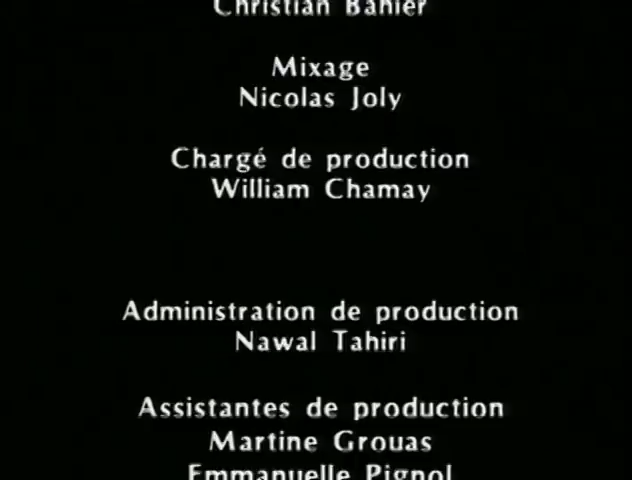 Christian Bahier
Mixage
Nicolas Joly
Chargé de production
William Chamay
Administration de production
Nawal Tahiri
Assistantes de production
Martine Grouas
Emmanuelle Pignol